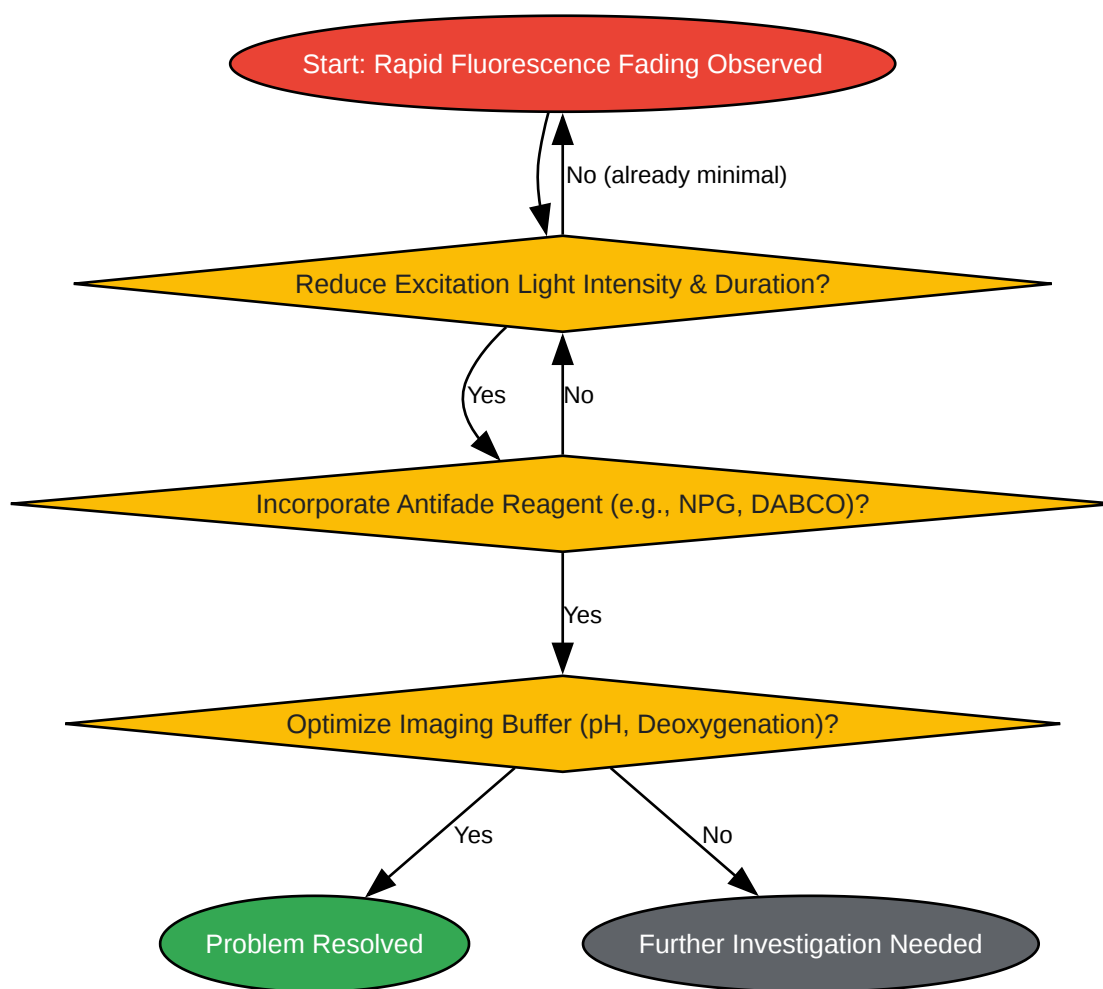 Start: Rapid Fluorescence Fading Observed
No (already minimal)
Reduce Excitation Light Intensity & Duration?
Yes
No
Incorporate Antifade Reagent (e.g., NPG, DABCO)?
Yes
Optimize Imaging Buffer (pH, Deoxygenation)?
Yes
No
Problem Resolved
Further Investigation Needed